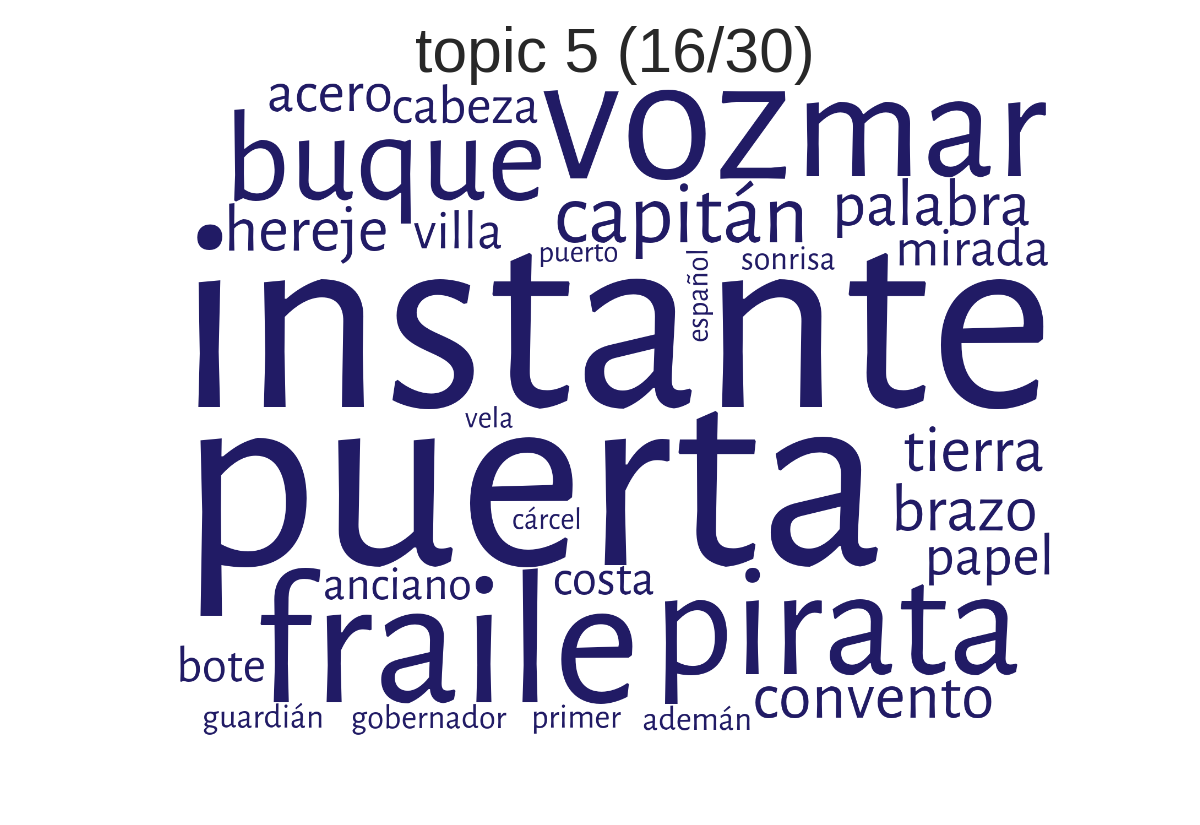 topic 5 (16/30)
acero cabeza voz mar
buque
hereje villa capitán palabra
puerto español sonrisa mirada
instante
vela
puerta tierra
cárcel brazo
papel
anciano costa
fraile pirata
bote convento
guardián gobernador primer ademán